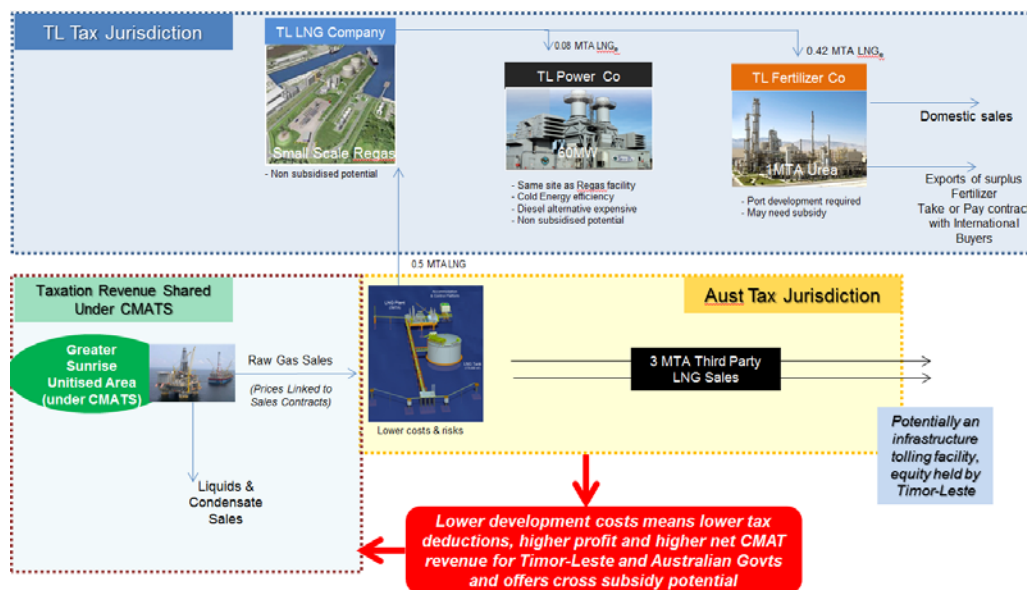 TL Tax Jurisdiction
TL LNG Company
Small Scale Regas
- Non subsidised potential
0.08 MTA LNGe
TL Power Co
60MW
- Same site as Regas facility
- Cold Energy efficiency
- Diesel alternative expensive
- Non subsidised potential
0.42 MTA LNGe
TL Fertilizer Co
1MTA Urea
- Port development required
- May need subsidy
Domestic sales
Exports of surplus
Fertilizer
Take or Pay contract
with International
Buyers
0.5 MTA LNG
Taxation Revenue Shared
Under CMATS
Greater
Sunrise
Unitised Area
(under CMATS)
Raw Gas Sales
(Prices Linked to
Sales Contracts)
Liquids &
Condensate
Sales
LNG Plant
Lower costs & risks
Aust Tax Jurisdiction
3 MTA Third Party
LNG Sales
Potentially an
infrastructure
tolling facility,
equity held by
Timor-Leste
Lower development costs means lower tax
deductions, higher profit and higher net CMAT
revenue for Timor-Leste and Australian Govts
and offers cross subsidy potential